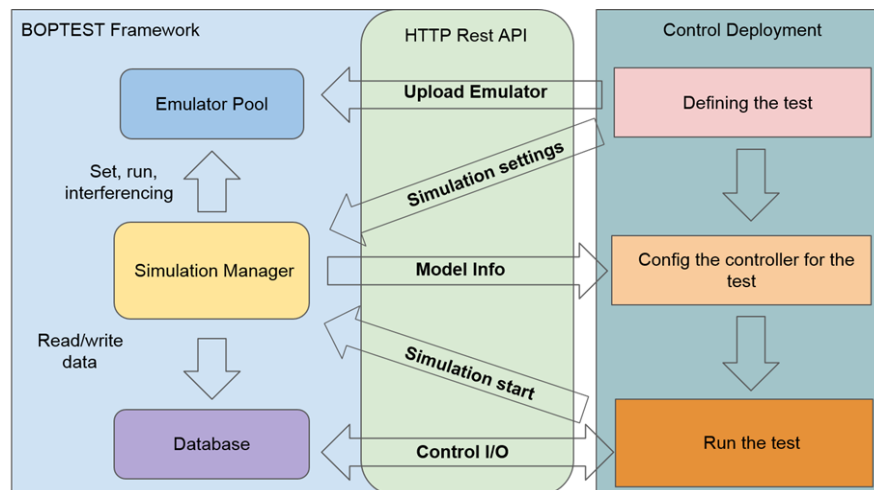 BOPTEST Framework
HTTP Rest API
Control Deployment
Emulator Pool
Upload Emulator
Defining the test
Set, run,
interferencing
Simulation settings
Simulation Manager
Model Info
Config the controller for the
test
Read/write
data
Simulation start
Database
Control I/O
Run the test